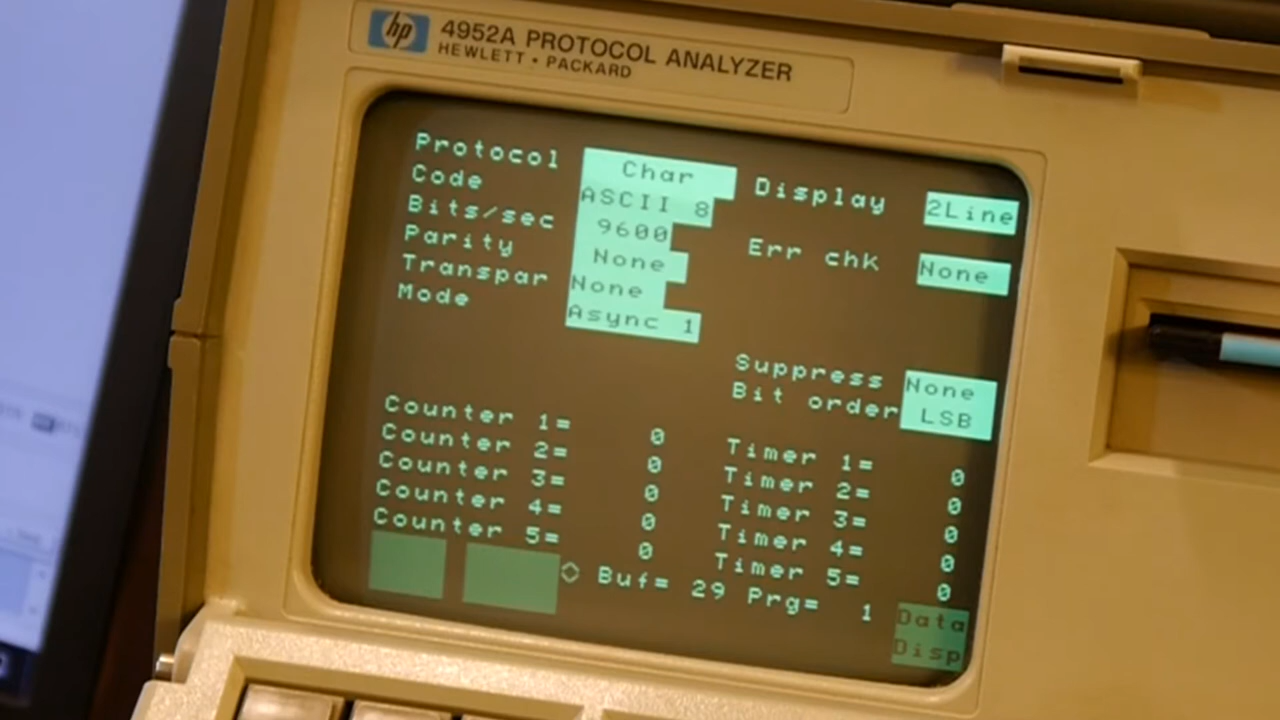 hp 4952A PROTOCOL ANALYZER
HEWLETT • PACKARD
Protocol Char Display 2Line
Code ASCII 8
Bits/sec 9600 Err chk None
Parity None
Transpar None
Mode Async 1
Suppress None
Bit order LSB
Counter 1= 0 Timer 1= 0
Counter 2= 0 Timer 2= 0
Counter 3= 0 Timer 3= 0
Counter 4= 0 Timer 4= 0
Counter 5= 0 Timer 5= 0
Buf= 29 Prg= 1
Data
Disp